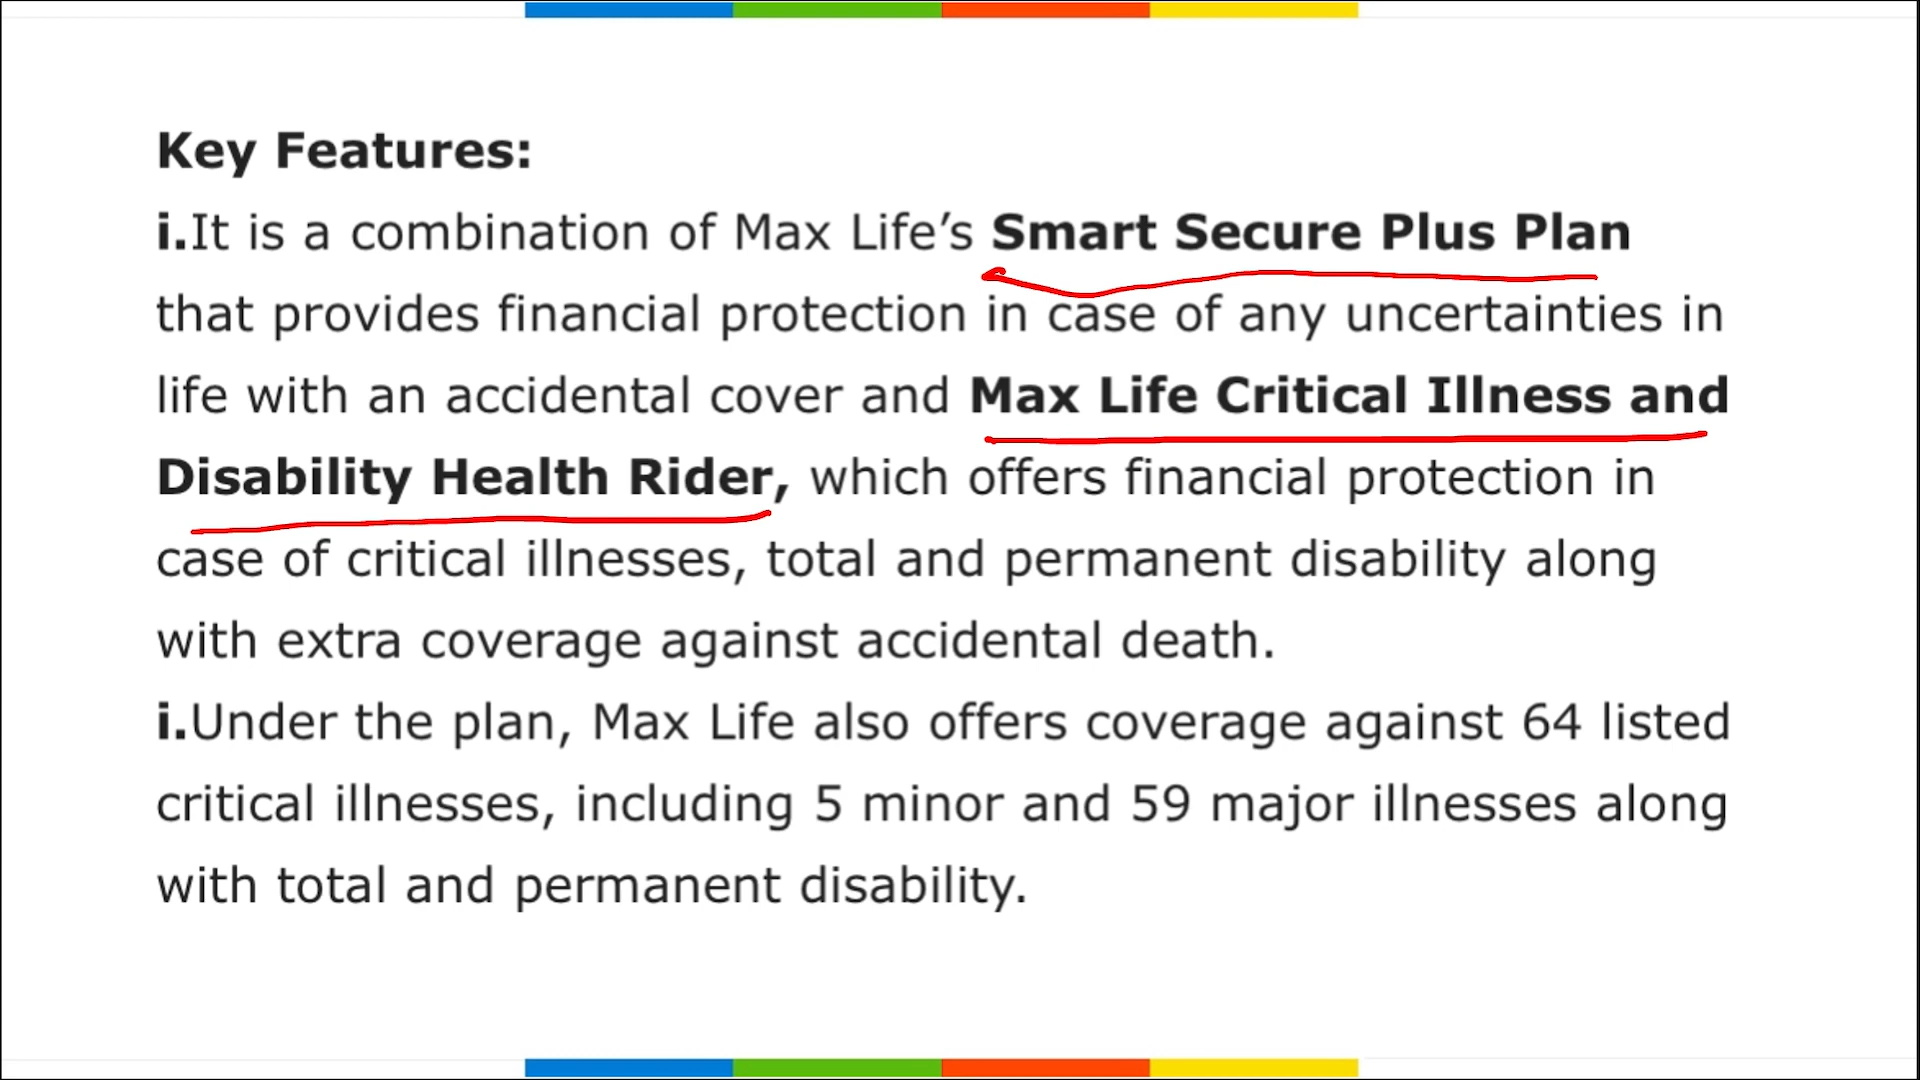 Key Features:
i.It is a combination of Max Life’s Smart Secure Plus Plan
that provides financial protection in case of any uncertainties in
life with an accidental cover and Max Life Critical Illness and
Disability Health Rider, which offers financial protection in
case of critical illnesses, total and permanent disability along
with extra coverage against accidental death.
i.Under the plan, Max Life also offers coverage against 64 listed
critical illnesses, including 5 minor and 59 major illnesses along
with total and permanent disability.